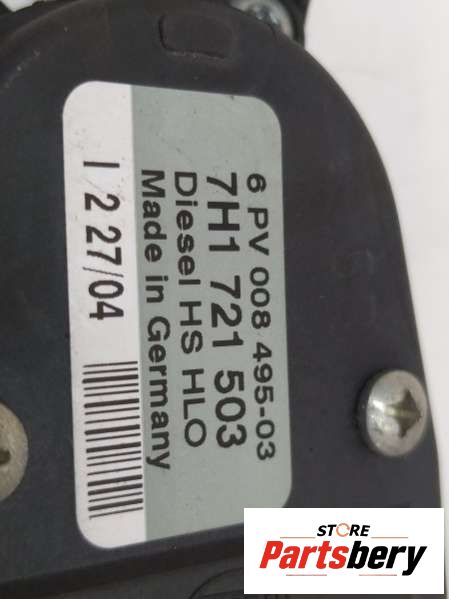 6 PV 008 495-03
7H1 721 503
Diesel HS HLO
Made in Germany
I 2 27/04
STORE
Partsbery